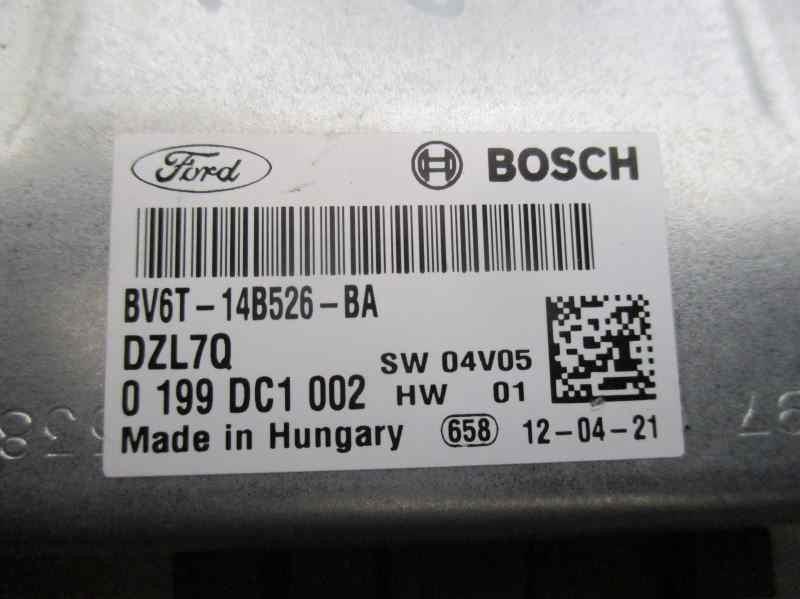 Ford BOSCH
BV6T-14B526-BA
DZL7Q SW 04V05
0 199 DC1 002 HW 01
Made in Hungary 658 12-04-21